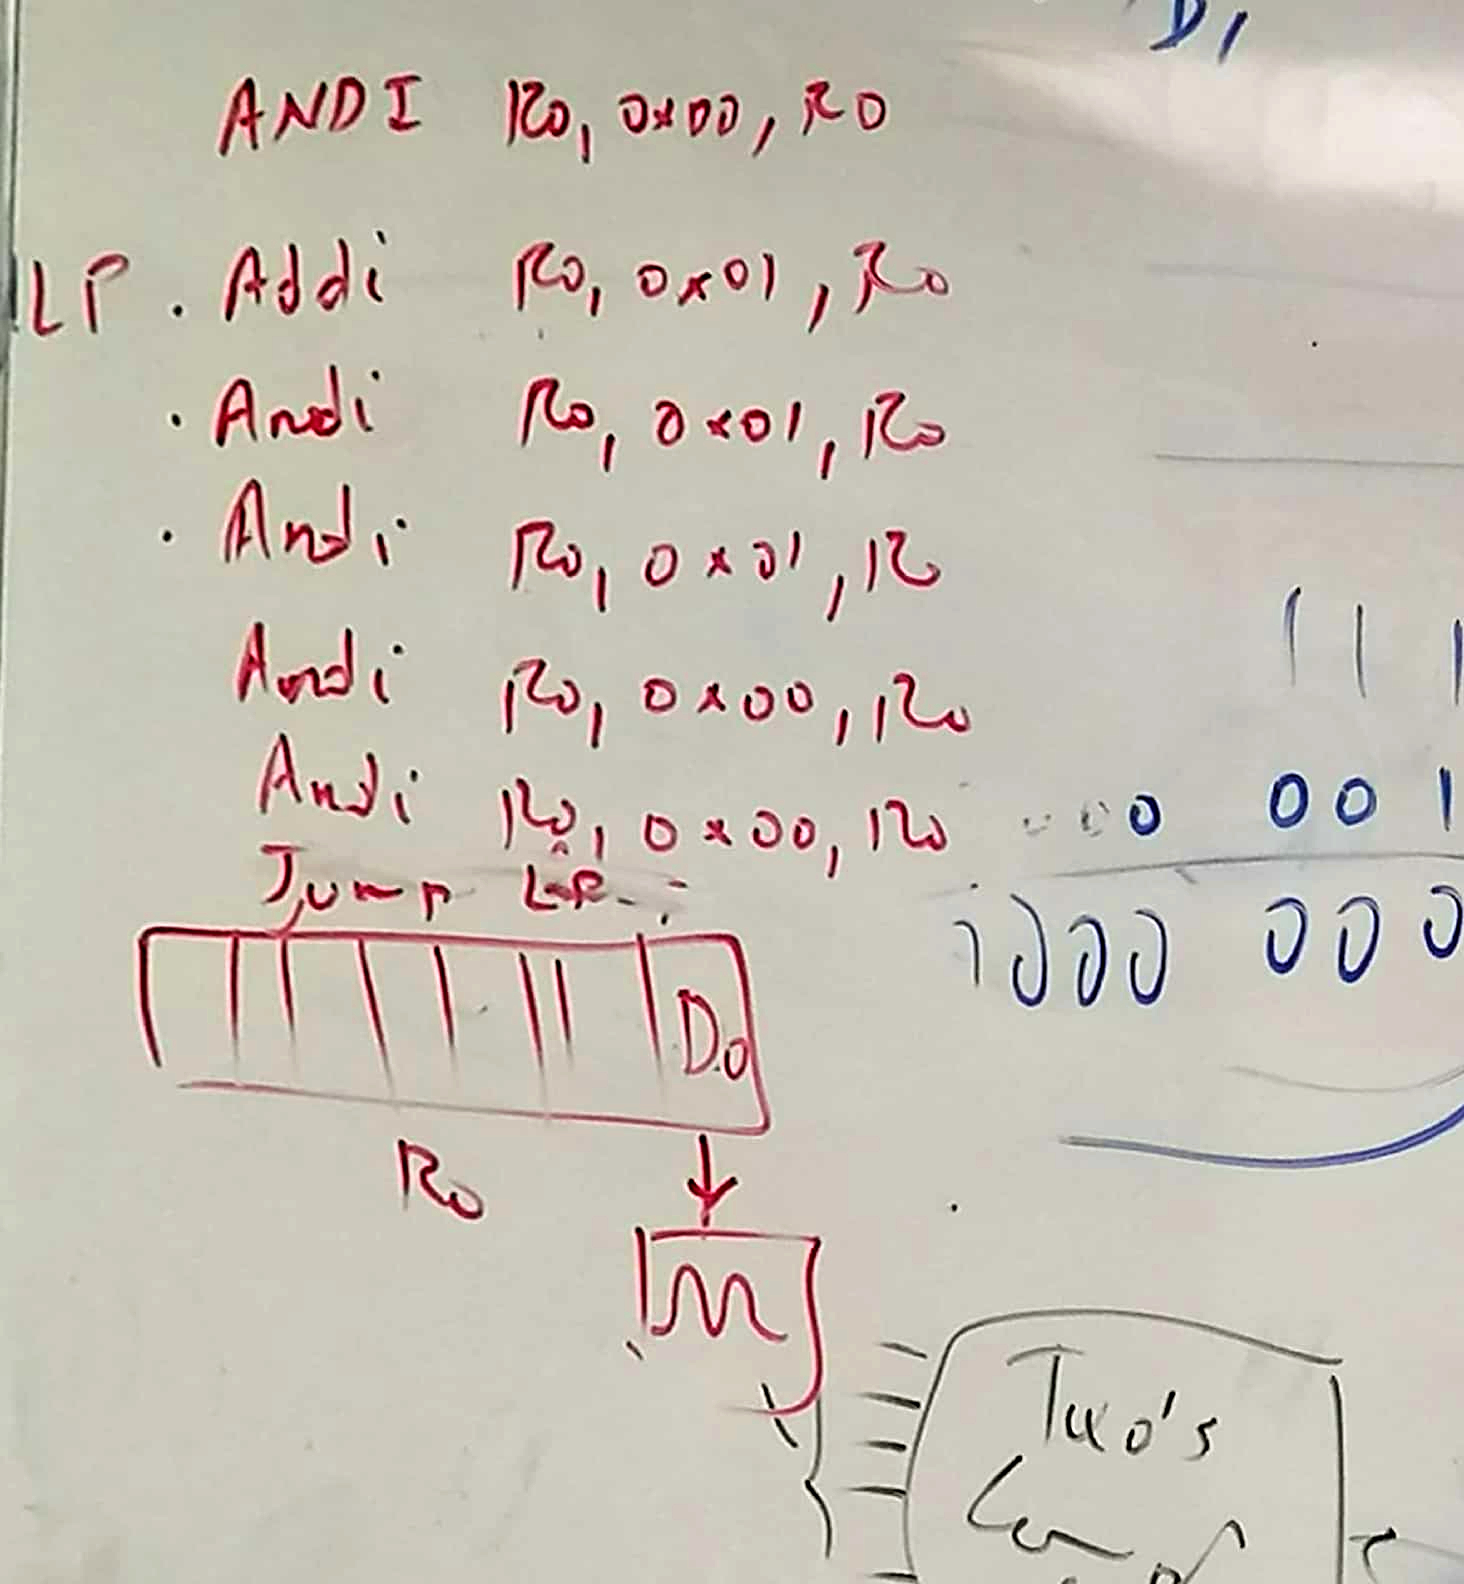 D1
ANDI R0, 0x00, R0
LP . Addi R0, 0x01, R0
. Andi R0, 0x01, R0
. Andi R0, 0x01, R
Andi R0, 0x00, R0
Andi R0, 0x00, R0
Jump LP
1 1 1
0 0 0 1
1000 000
D0
R0
Two's